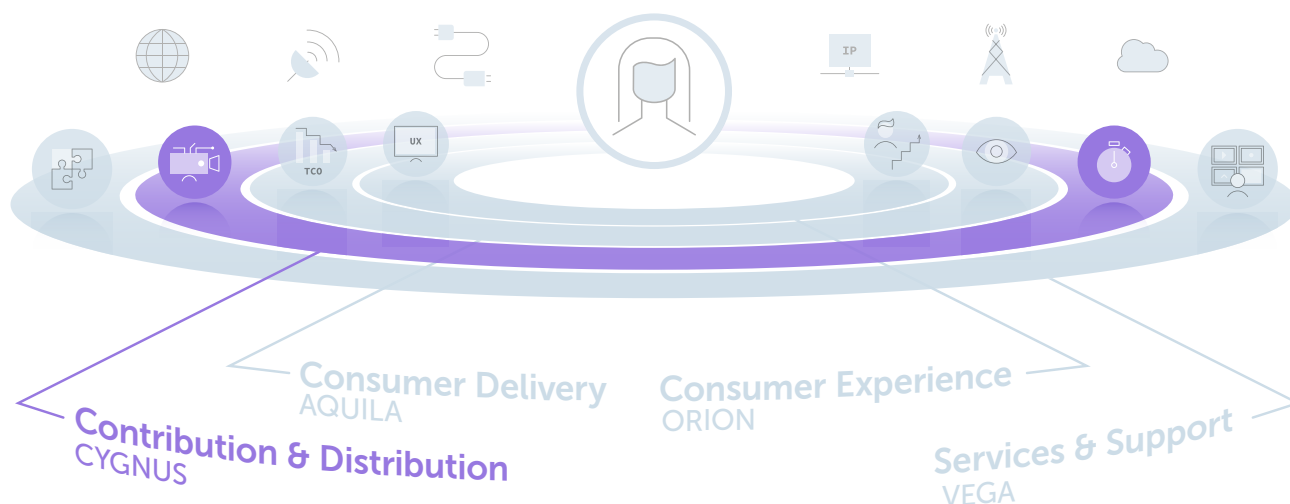 IP
UX
TCO
Consumer Delivery
AQUILA
Consumer Experience
ORION
Contribution & Distribution
CYGNUS
Services & Support
VEGA